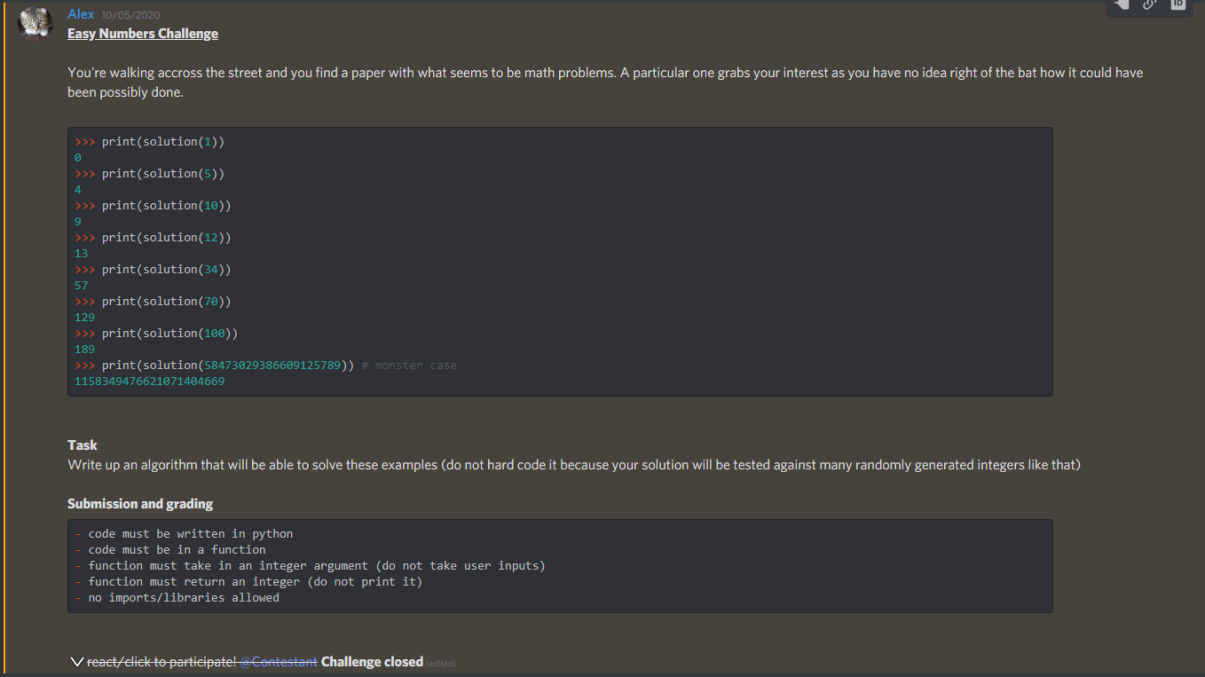 Alex 10/05/2020
Easy Numbers Challenge
You're walking accross the street and you find a paper with what seems to be math problems. A particular one grabs your interest as you have no idea right of the bat how it could have
been possibly done.
>>> print(solution(1))
0
>>> print(solution(5))
4
>>> print(solution(10))
9
>>> print(solution(12))
13
>>> print(solution(34))
57
>>> print(solution(70))
129
>>> print(solution(100))
189
>>> print(solution(58473029386609125789)) # monster case
1158349476621071404669
Task
Write up an algorithm that will be able to solve these examples (do not hard code it because your solution will be tested against many randomly generated integers like that)
Submission and grading
- code must be written in python
- code must be in a function
- function must take in an integer argument (do not take user inputs)
- function must return an integer (do not print it)
- no imports/libraries allowed
react/click to participate! @Contestant Challenge closed (edited)